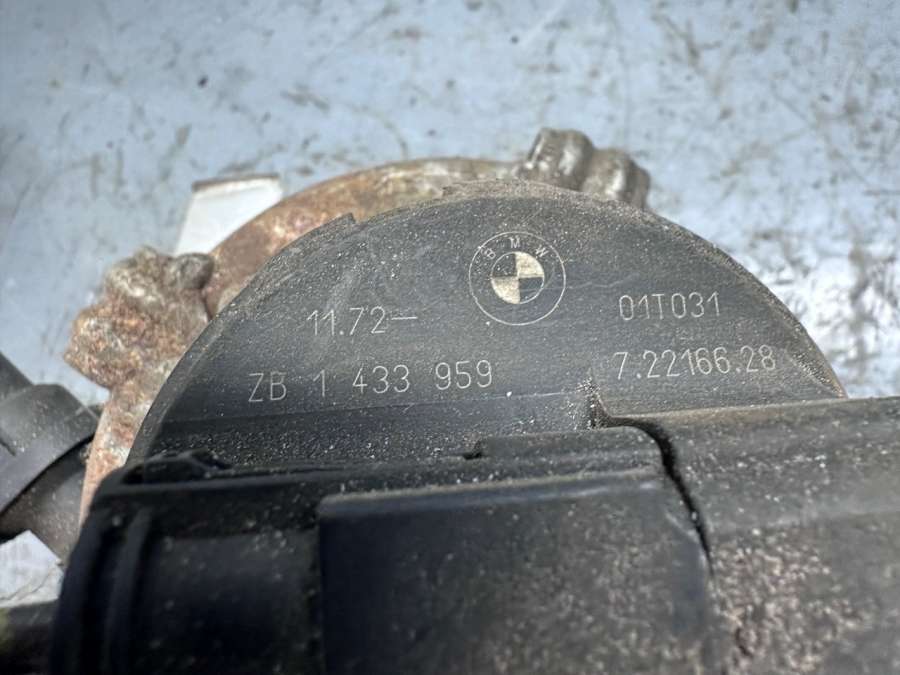 BMW
11.72— 01T031
ZB 1 433 959 7.22166.28